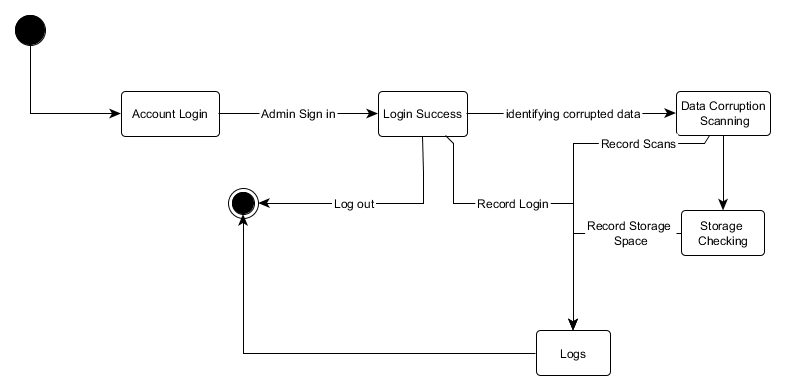 Account Login
Admin Sign in
Login Success
identifying corrupted data
Data Corruption
Scanning
Record Scans
Log out
Record Login
Record Storage
Space
Storage
Checking
Logs